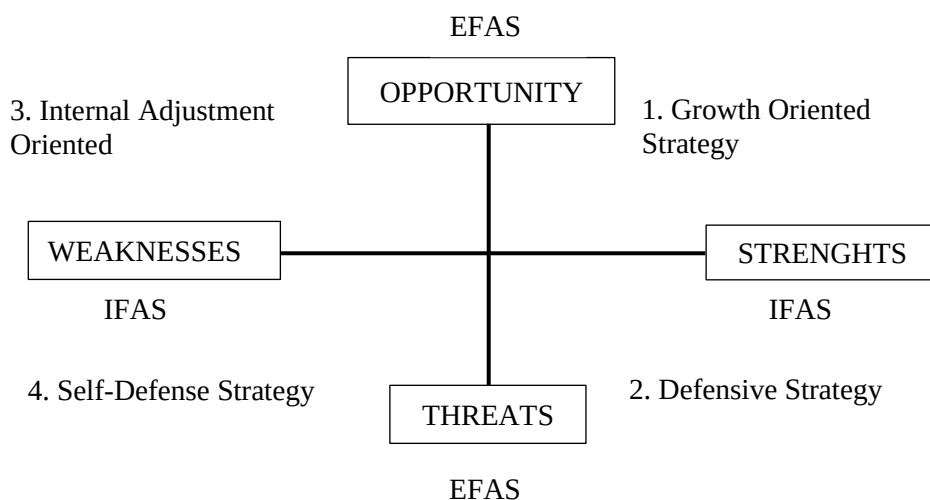 EFAS
OPPORTUNITY
3. Internal Adjustment
Oriented
1. Growth Oriented
Strategy
WEAKNESSES
STRENGHTS
IFAS
IFAS
4. Self-Defense Strategy
2. Defensive Strategy
THREATS
EFAS